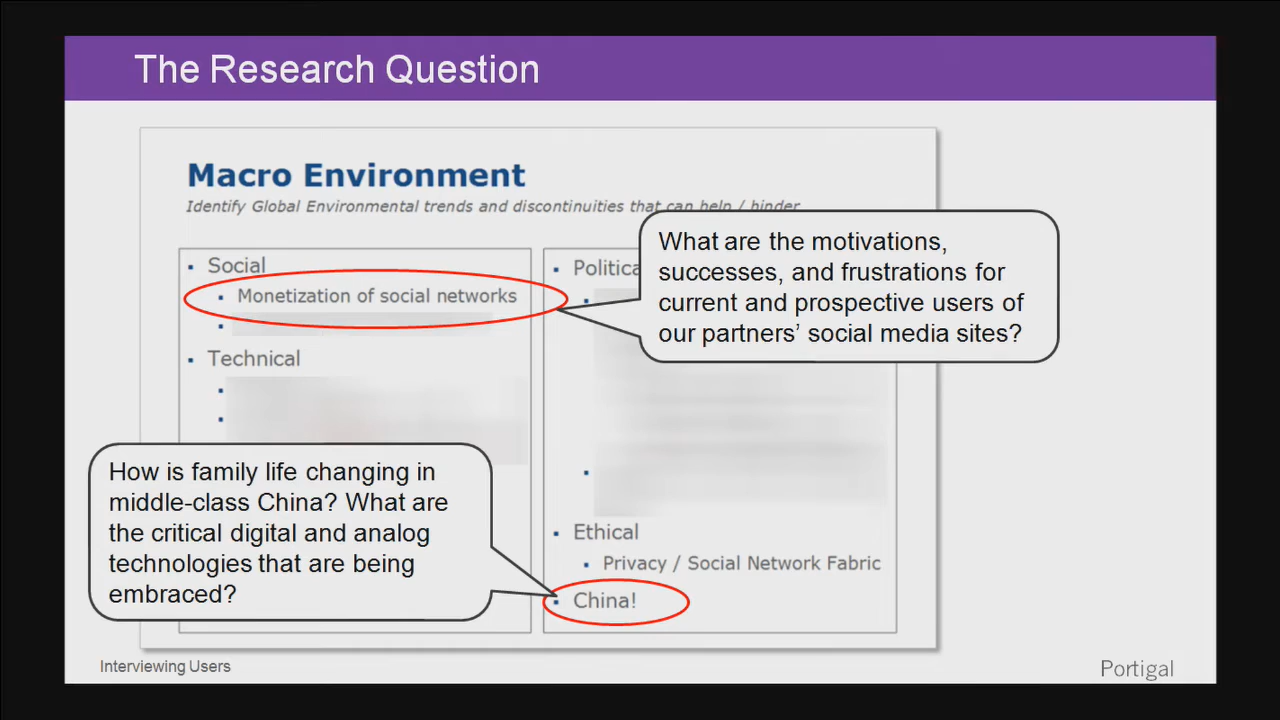 The Research Question
Macro Environment
Identify Global Environmental trends and discontinuities that can help / hinder
Social
Monetization of social networks
Technical
Politica
What are the motivations,
successes, and frustrations for
current and prospective users of
our partners’ social media sites?
How is family life changing in
middle-class China? What are
the critical digital and analog
technologies that are being
embraced?
Ethical
Privacy / Social Network Fabric
China!
Interviewing Users
Portigal